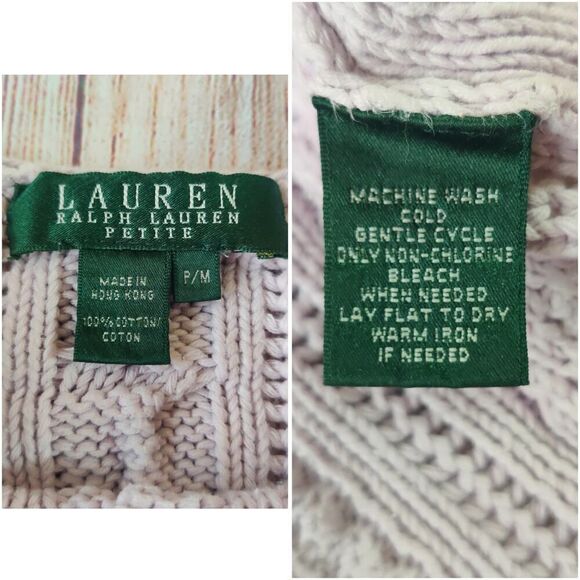 LAUREN
RALPH LAUREN
PETITE
P/M
MADE IN
HONG KONG
100% COTTON/
COTON
MACHINE WASH
COLD
GENTLE CYCLE
ONLY NON-CHLORINE
BLEACH
WHEN NEEDED
LAY FLAT TO DRY
WARM IRON
IF NEEDED